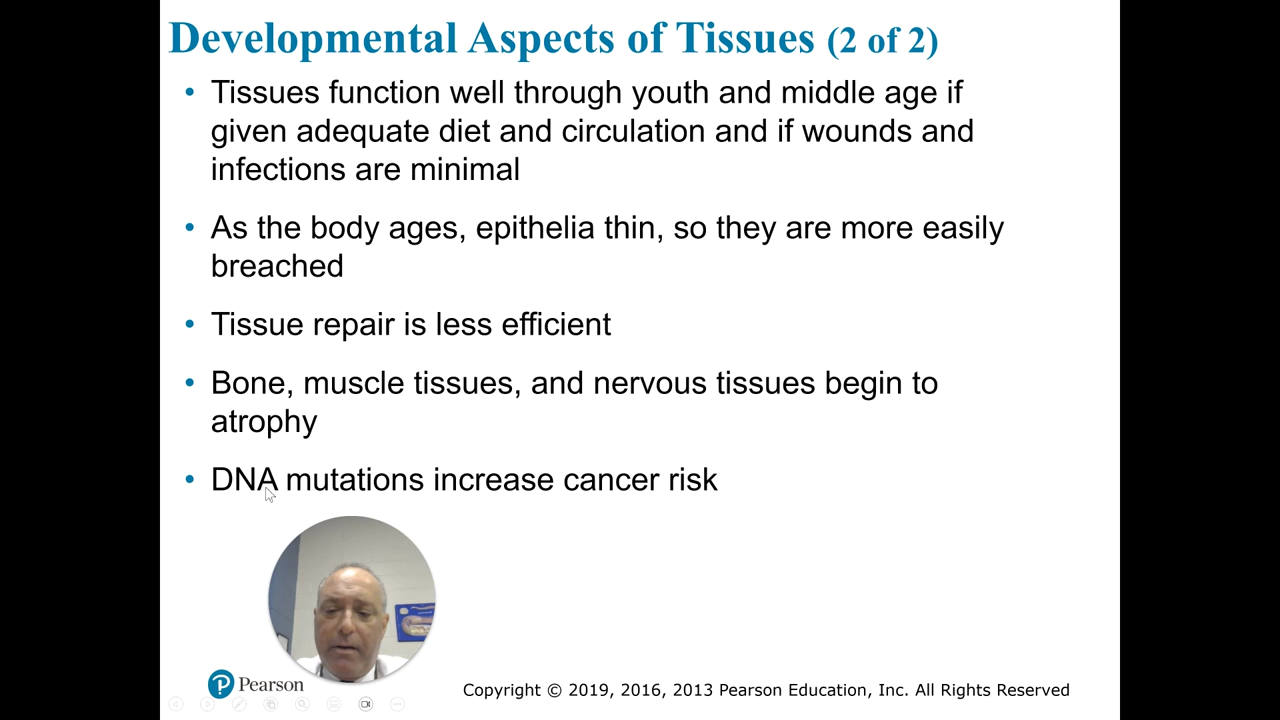 Developmental Aspects of Tissues (2 of 2)
• Tissues function well through youth and middle age if
given adequate diet and circulation and if wounds and
infections are minimal
• As the body ages, epithelia thin, so they are more easily
breached
• Tissue repair is less efficient
• Bone, muscle tissues, and nervous tissues begin to
atrophy
• DNA mutations increase cancer risk
P Pearson
Copyright © 2019, 2016, 2013 Pearson Education, Inc. All Rights Reserved